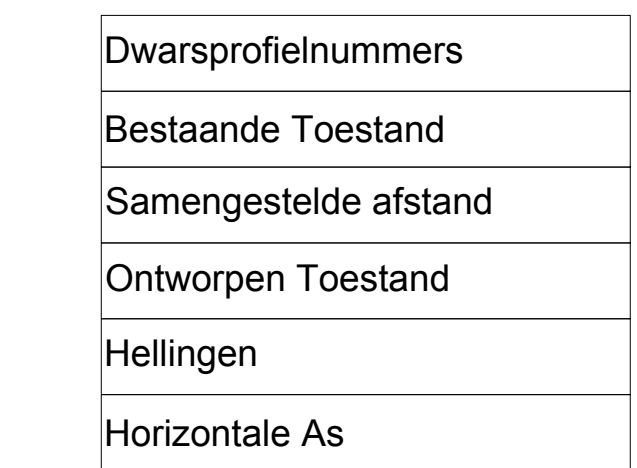 Dwarsprofielnummers
Bestaande Toestand
Samengestelde afstand
Ontworpen Toestand
Hellingen
Horizontale As